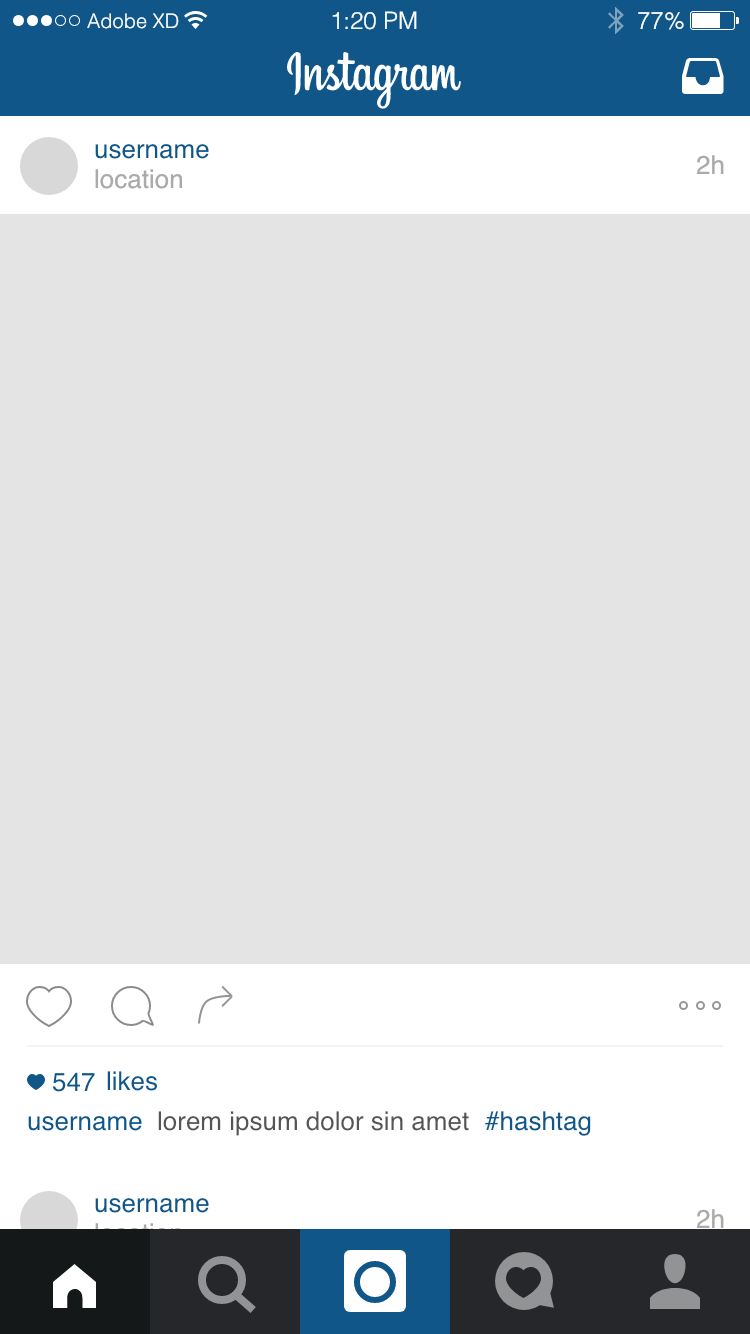 Adobe XD 1:20 PM 77%
Instagram
username
location 2h
547 likes
username lorem ipsum dolor sin amet #hashtag
username
location 2h